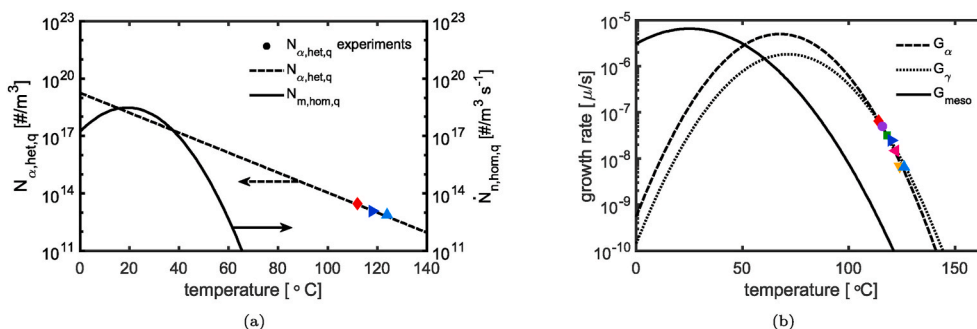 10^23
10^20
10^17
10^14
10^11
N_α,het,q [#/m^3]
N_α,het,q experiments
N_α,het,q
N_m,hom,q
10^23
10^20
10^17
10^14
10^11
Ṅ_n,hom,q [#/m^3 s^-1]
0 20 40 60 80 100 120 140
temperature [ °C]
(a)
10^-5
10^-6
10^-7
10^-8
10^-9
10^-10
growth rate [μ/s]
G_α
G_γ
G_meso
0 50 100 150
temperature [ °C]
(b)